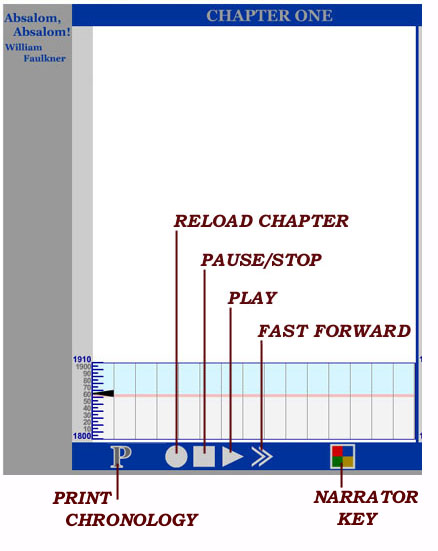 Absalom,
Absalom!
William
Faulkner
CHAPTER ONE
RELOAD CHAPTER
PAUSE/STOP
PLAY
FAST FORWARD
1910
1900
90
80
70
60
50
40
30
20
10
1800
P
PRINT
CHRONOLOGY
NARRATOR
KEY